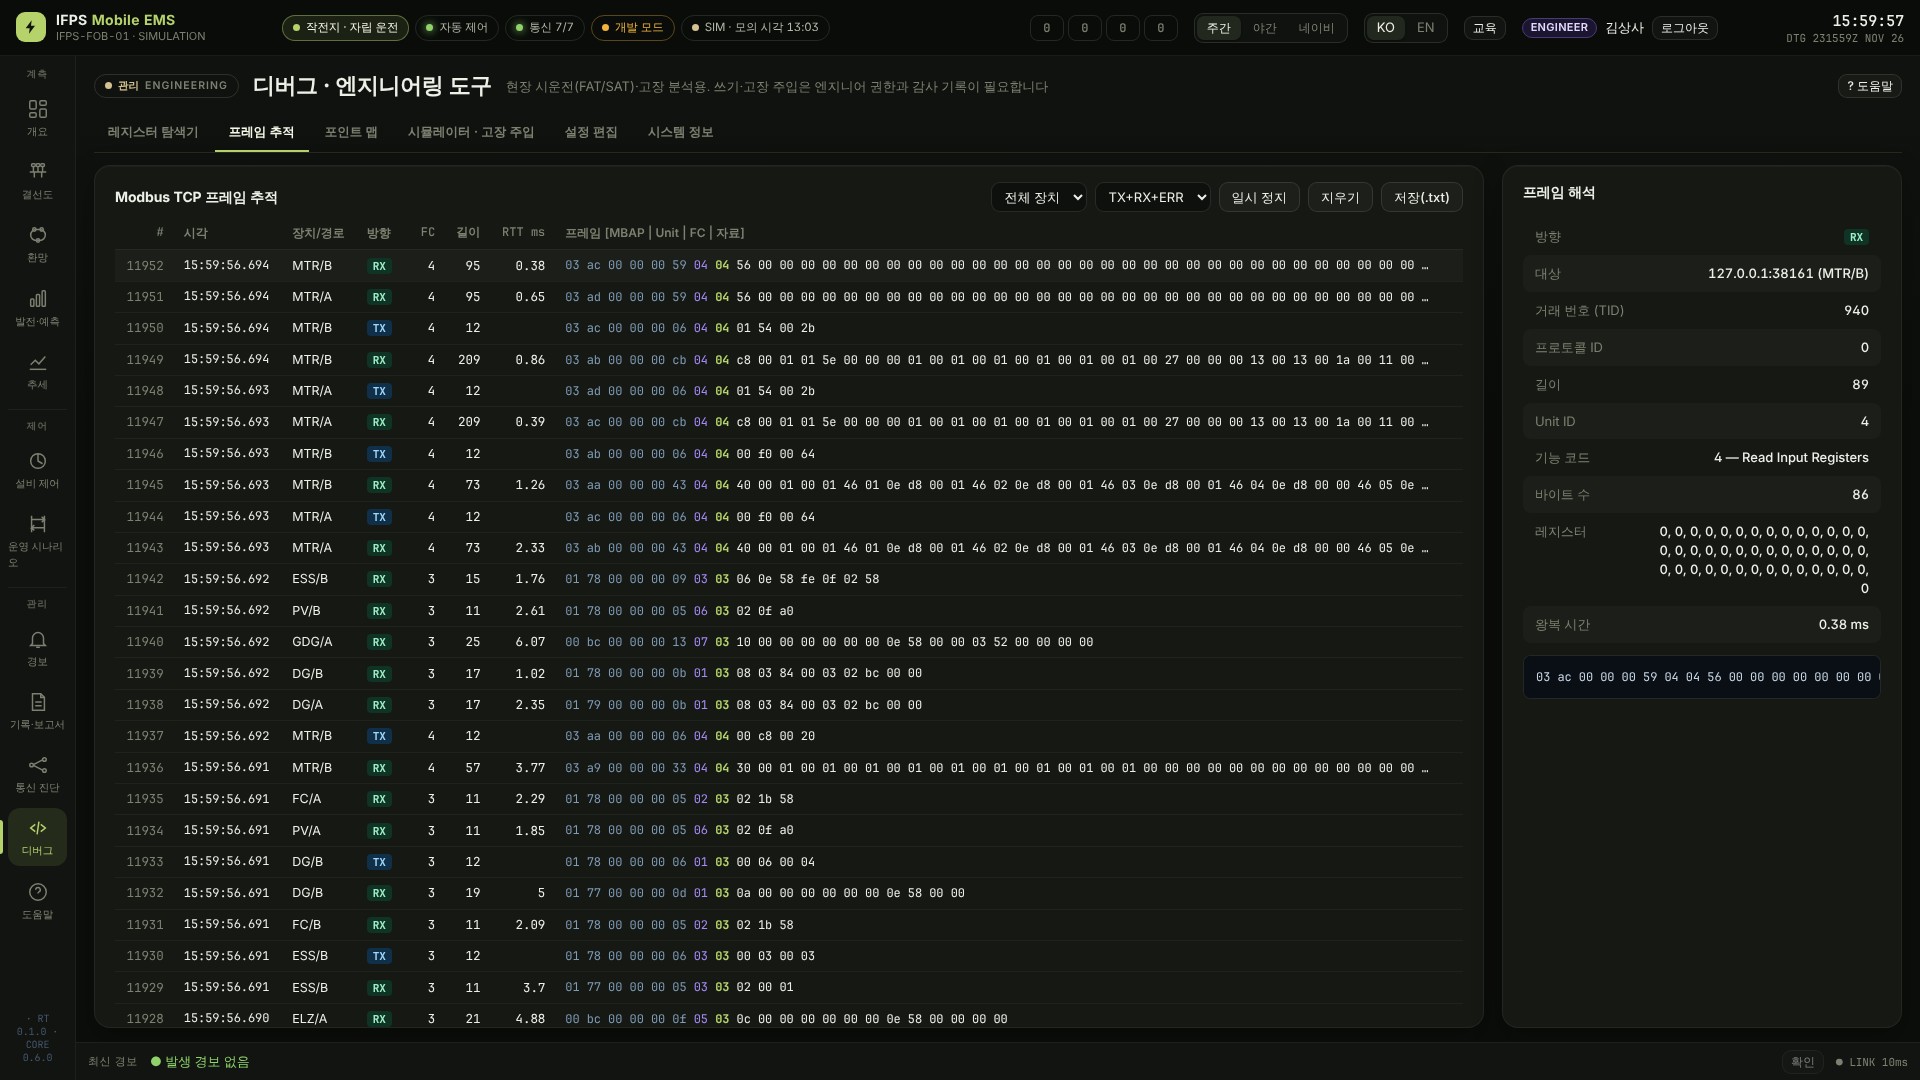 IFPS Mobile EMS
IFPS-FOB-01 · SIMULATION
작전지 · 자립 운전
자동 제어
통신 7/7
개발 모드
SIM · 모의 시각 13:03
0 0 0 0
주간 야간 네이비
KO EN
교육
ENGINEER 김상사 로그아웃
15:59:57
DTG 231559Z NOV 26
계측
개요
결선도
환망
발전·예측
추세
제어
설비 제어
운영 시나리
오
관리
경보
기록·보고서
통신 진단
디버그
도움말
· RT
0.1.0 ·
CORE
0.6.0
관리 ENGINEERING
디버그 · 엔지니어링 도구
현장 시운전(FAT/SAT)·고장 분석용. 쓰기·고장 주입은 엔지니어 권한과 감사 기록이 필요합니다
? 도움말
레지스터 탐색기 프레임 추적 포인트 맵 시뮬레이터 · 고장 주입 설정 편집 시스템 정보
Modbus TCP 프레임 추적
전체 장치 TX+RX+ERR 일시 정지 지우기 저장(.txt)
# 시각 장치/경로 방향 FC 길이 RTT ms 프레임 [MBAP | Unit | FC | 자료]
11952 15:59:56.694 MTR/B RX 4 95 0.38 03 ac 00 00 00 59 04 04 56 00 00 00 00 00 00 00 00 00 00 00 00 00 00 00 00 00 00 00 00 00 00 00 00 00 00 00 00 00 00 00 …
11951 15:59:56.694 MTR/A RX 4 95 0.65 03 ad 00 00 00 59 04 04 56 00 00 00 00 00 00 00 00 00 00 00 00 00 00 00 00 00 00 00 00 00 00 00 00 00 00 00 00 00 00 00 …
11950 15:59:56.694 MTR/B TX 4 12 03 ac 00 00 00 06 04 04 01 54 00 2b
11949 15:59:56.694 MTR/B RX 4 209 0.86 03 ab 00 00 00 cb 04 04 c8 00 01 01 5e 00 00 00 01 00 01 00 01 00 01 00 01 00 01 00 27 00 00 00 13 00 13 00 1a 00 11 00 …
11948 15:59:56.693 MTR/A TX 4 12 03 ad 00 00 00 06 04 04 01 54 00 2b
11947 15:59:56.693 MTR/A RX 4 209 0.39 03 ac 00 00 00 cb 04 04 c8 00 01 01 5e 00 00 00 01 00 01 00 01 00 01 00 01 00 01 00 27 00 00 00 13 00 13 00 1a 00 11 00 …
11946 15:59:56.693 MTR/B TX 4 12 03 ab 00 00 00 06 04 04 00 f0 00 64
11945 15:59:56.693 MTR/B RX 4 73 1.26 03 aa 00 00 00 43 04 04 40 00 01 00 01 46 01 0e d8 00 01 46 02 0e d8 00 01 46 03 0e d8 00 01 46 04 0e d8 00 00 46 05 0e …
11944 15:59:56.693 MTR/A TX 4 12 03 ac 00 00 00 06 04 04 00 f0 00 64
11943 15:59:56.693 MTR/A RX 4 73 2.33 03 ab 00 00 00 43 04 04 40 00 01 00 01 46 01 0e d8 00 01 46 02 0e d8 00 01 46 03 0e d8 00 01 46 04 0e d8 00 00 46 05 0e …
11942 15:59:56.692 ESS/B RX 3 15 1.76 01 78 00 00 00 09 03 03 06 0e 58 fe 0f 02 58
11941 15:59:56.692 PV/B RX 3 11 2.61 01 78 00 00 00 05 06 03 02 0f a0
11940 15:59:56.692 GDG/A RX 3 25 6.07 00 bc 00 00 00 13 07 03 10 00 00 00 00 00 00 0e 58 00 00 03 52 00 00 00 00
11939 15:59:56.692 DG/B RX 3 17 1.02 01 78 00 00 00 0b 01 03 08 03 84 00 03 02 bc 00 00
11938 15:59:56.692 DG/A RX 3 17 2.35 01 79 00 00 00 0b 01 03 08 03 84 00 03 02 bc 00 00
11937 15:59:56.692 MTR/B TX 4 12 03 aa 00 00 00 06 04 04 00 c8 00 20
11936 15:59:56.691 MTR/B RX 4 57 3.77 03 a9 00 00 00 33 04 04 30 00 01 00 01 00 01 00 01 00 01 00 01 00 01 00 01 00 01 00 00 00 00 00 00 00 00 00 00 00 00 00 …
11935 15:59:56.691 FC/A RX 3 11 2.29 01 78 00 00 00 05 02 03 02 1b 58
11934 15:59:56.691 PV/A RX 3 11 1.85 01 78 00 00 00 05 06 03 02 0f a0
11933 15:59:56.691 DG/B TX 3 12 01 78 00 00 00 06 01 03 00 06 00 04
11932 15:59:56.691 DG/B RX 3 19 5 01 77 00 00 00 0d 01 03 0a 00 00 00 00 00 00 0e 58 00 00
11931 15:59:56.691 FC/B RX 3 11 2.09 01 78 00 00 00 05 02 03 02 1b 58
11930 15:59:56.691 ESS/B TX 3 12 01 78 00 00 00 06 03 03 00 03 00 03
11929 15:59:56.691 ESS/B RX 3 11 3.7 01 77 00 00 00 05 03 03 02 00 01
11928 15:59:56.690 ELZ/A RX 3 21 4.88 00 bc 00 00 00 0f 05 03 0c 00 00 00 00 00 00 0e 58 00 00 00 00
프레임 해석
방향 RX
대상 127.0.0.1:38161 (MTR/B)
거래 번호 (TID) 940
프로토콜 ID 0
길이 89
Unit ID 4
기능 코드 4 — Read Input Registers
바이트 수 86
레지스터 0, 0, 0, 0, 0, 0, 0, 0, 0, 0, 0, 0, 0, 0,
0, 0, 0, 0, 0, 0, 0, 0, 0, 0, 0, 0, 0, 0,
0, 0, 0, 0, 0, 0, 0, 0, 0, 0, 0, 0, 0, 0,
0
왕복 시간 0.38 ms
03 ac 00 00 00 59 04 04 56 00 00 00 00 00 00 00
최신 경보 발생 경보 없음
확인 LINK 10ms